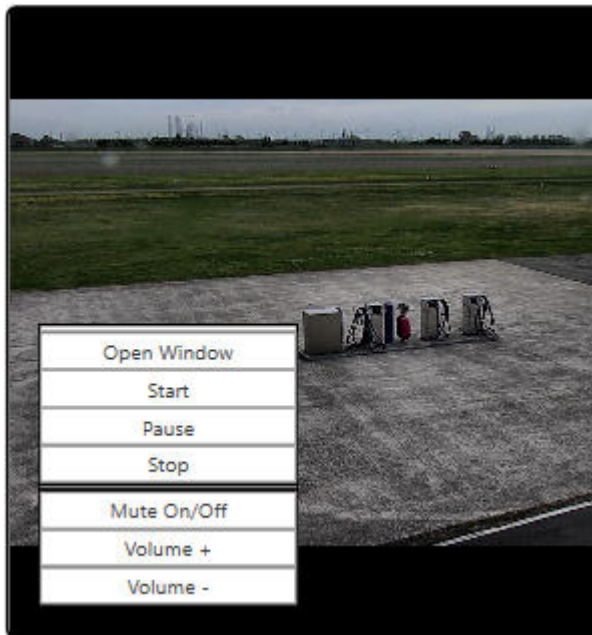 Open Window
Start
Pause
Stop
Mute On/Off
Volume +
Volume -